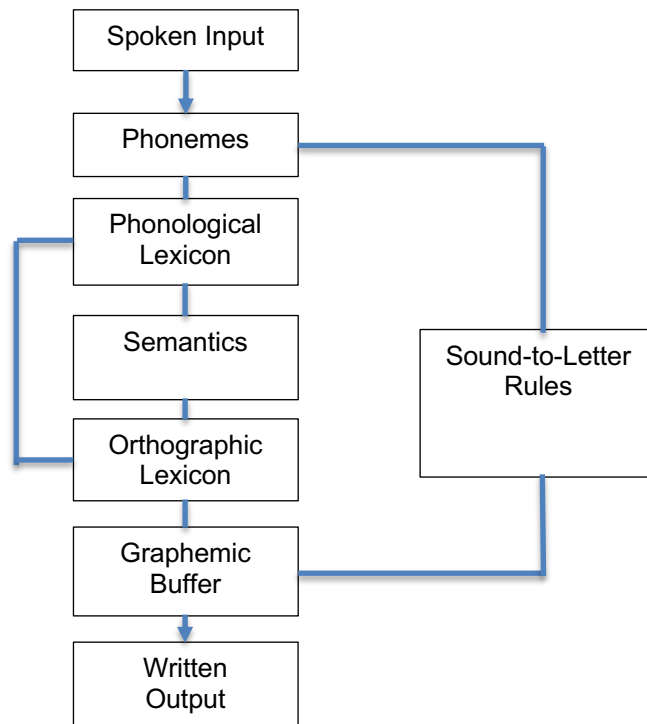 Spoken Input
Phonemes
Phonological
Lexicon
Semantics
Sound-to-Letter
Rules
Orthographic
Lexicon
Graphemic
Buffer
Written
Output